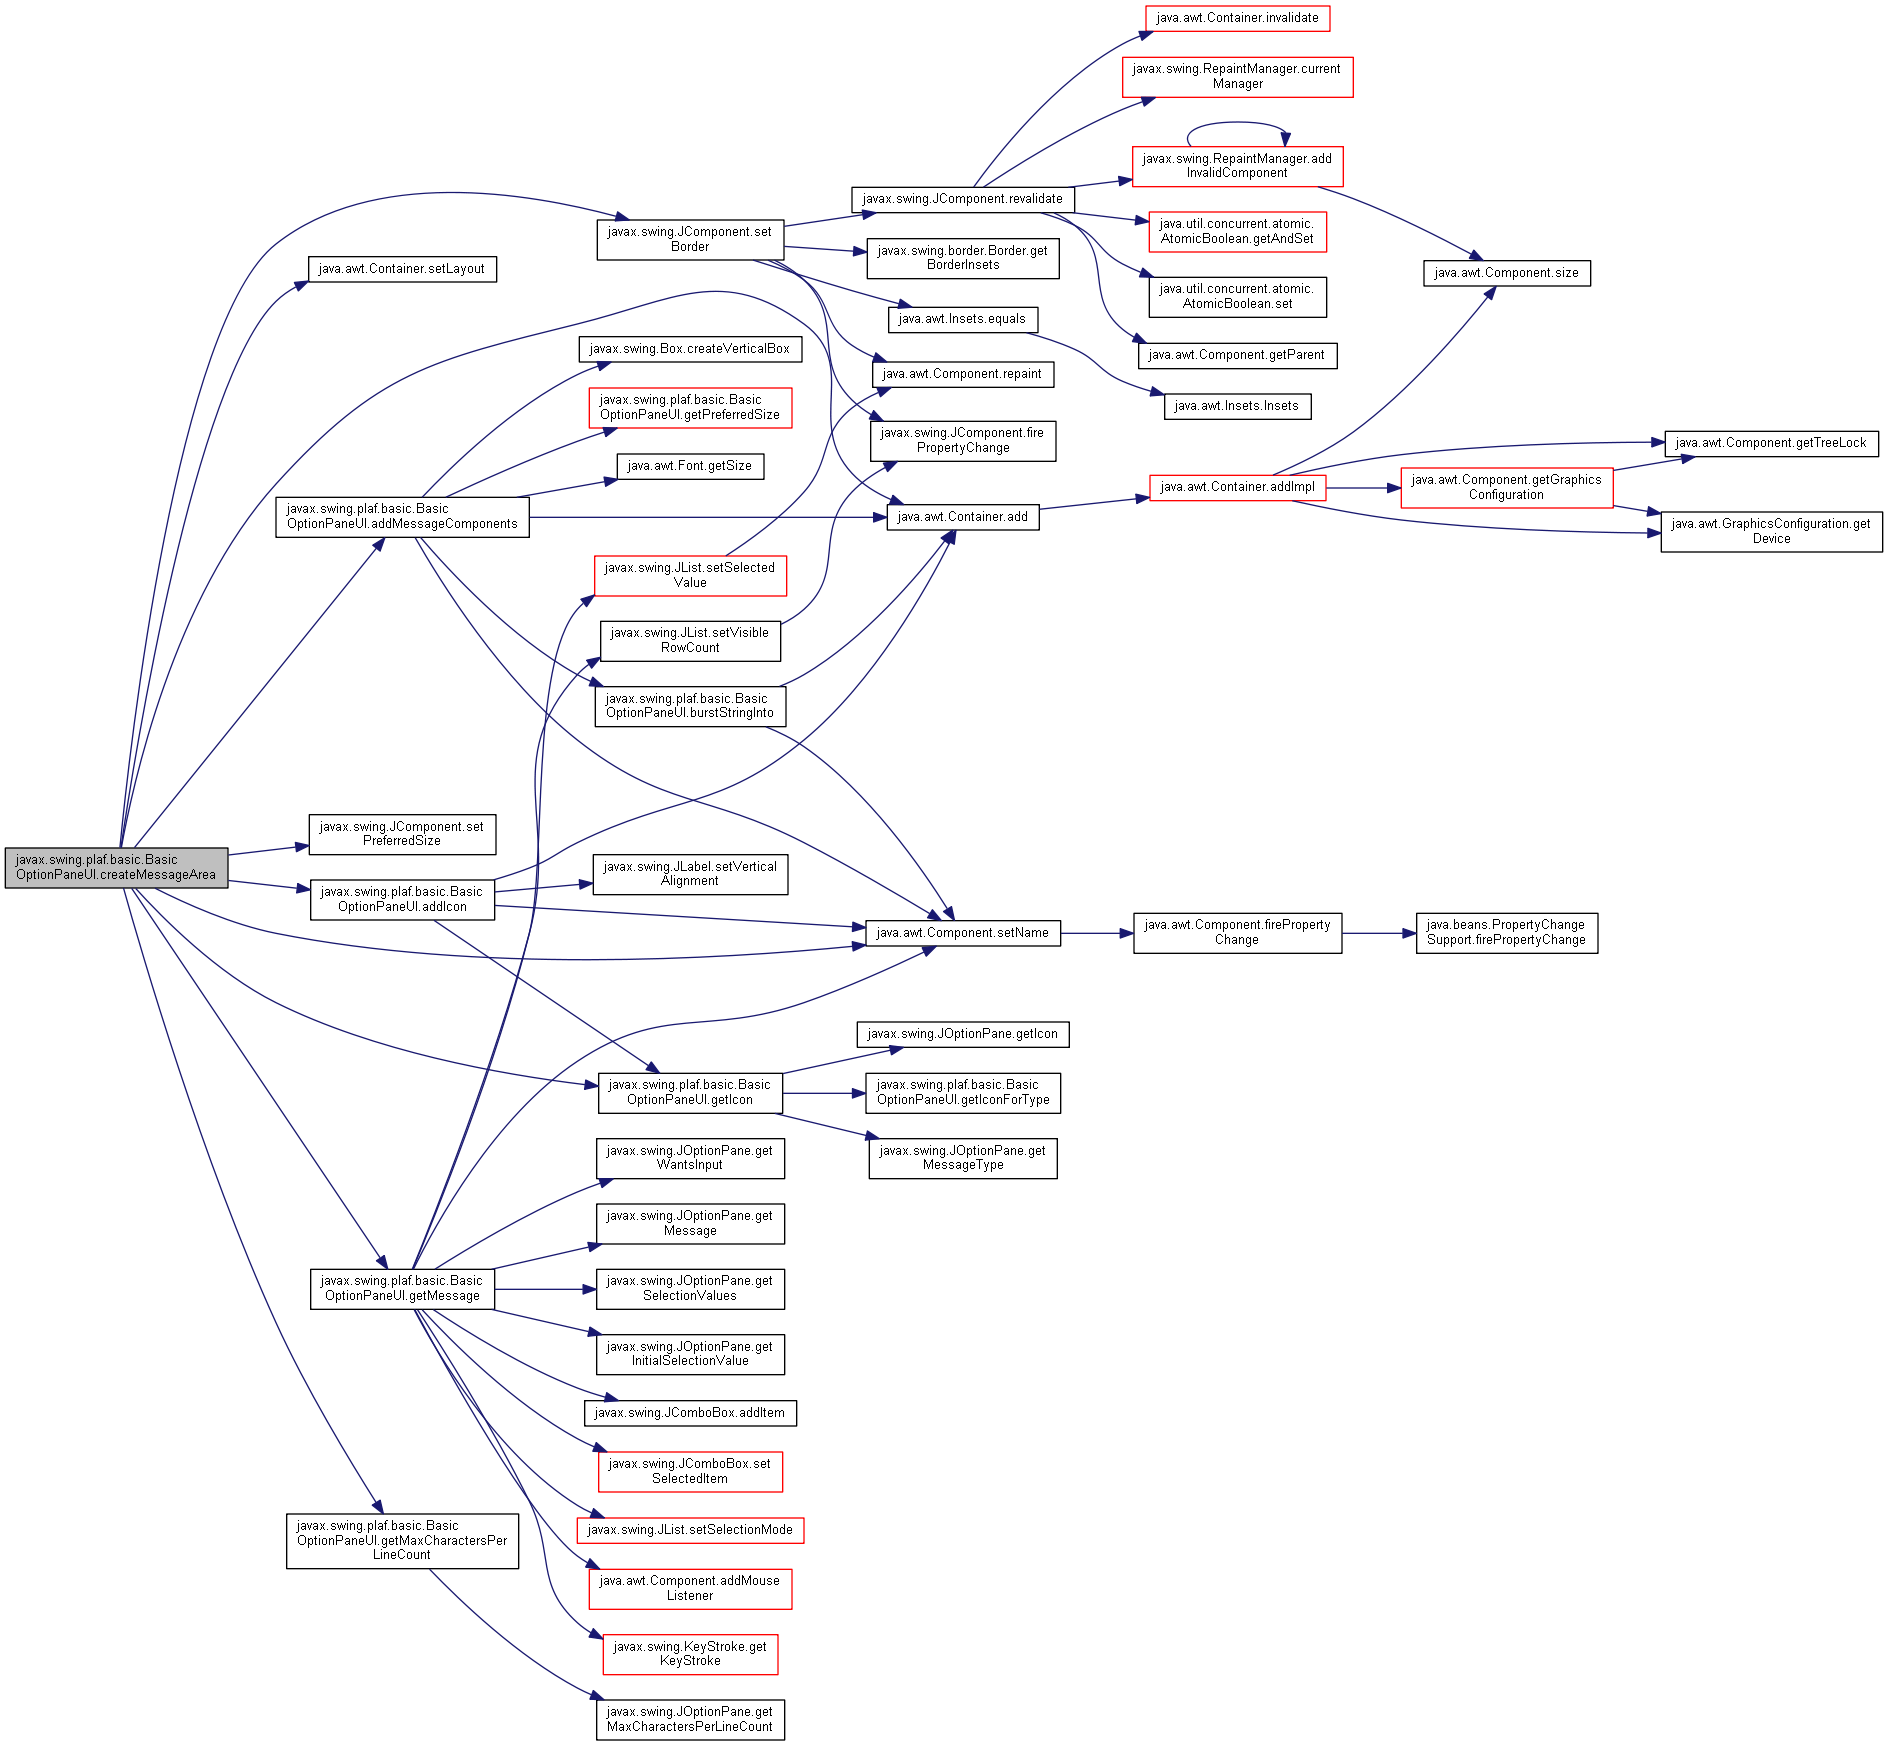 java.awt.Container.invalidate
javax.swing.RepaintManager.current
Manager
javax.swing.RepaintManager.add
InvalidComponent
javax.swing.JComponent.revalidate
java.util.concurrent.atomic.
AtomicBoolean.getAndSet
javax.swing.JComponent.set
Border
javax.swing.border.Border.get
BorderInsets
java.awt.Container.setLayout
java.awt.Component.size
java.util.concurrent.atomic.
AtomicBoolean.set
java.awt.Insets.equals
javax.swing.Box.createVerticalBox
java.awt.Component.getParent
java.awt.Component.repaint
javax.swing.plaf.basic.Basic
OptionPaneUI.getPreferredSize
java.awt.Insets.Insets
javax.swing.JComponent.fire
PropertyChange
java.awt.Component.getTreeLock
java.awt.Font.getSize
java.awt.Container.addImpl
java.awt.Component.getGraphics
Configuration
javax.swing.plaf.basic.Basic
OptionPaneUI.addMessageComponents
java.awt.Container.add
java.awt.GraphicsConfiguration.get
Device
javax.swing.JList.setSelected
Value
javax.swing.JList.setVisible
RowCount
javax.swing.plaf.basic.Basic
OptionPaneUI.burstStringInto
javax.swing.JComponent.set
PreferredSize
javax.swing.plaf.basic.Basic
OptionPaneUI.createMessageArea
javax.swing.JLabel.setVertical
Alignment
javax.swing.plaf.basic.Basic
OptionPaneUI.addIcon
java.awt.Component.setName
java.awt.Component.fireProperty
Change
java.beans.PropertyChange
Support.firePropertyChange
javax.swing.JOptionPane.getIcon
javax.swing.plaf.basic.Basic
OptionPaneUI.getIcon
javax.swing.plaf.basic.Basic
OptionPaneUI.getIconForType
javax.swing.JOptionPane.get
MessageType
javax.swing.JOptionPane.get
WantsInput
javax.swing.JOptionPane.get
Message
javax.swing.plaf.basic.Basic
OptionPaneUI.getMessage
javax.swing.JOptionPane.get
SelectionValues
javax.swing.JOptionPane.get
InitialSelectionValue
javax.swing.JComboBox.addItem
javax.swing.JComboBox.set
SelectedItem
javax.swing.JList.setSelectionMode
javax.swing.plaf.basic.Basic
OptionPaneUI.getMaxCharactersPer
LineCount
java.awt.Component.addMouse
Listener
javax.swing.KeyStroke.get
KeyStroke
javax.swing.JOptionPane.get
MaxCharactersPerLineCount